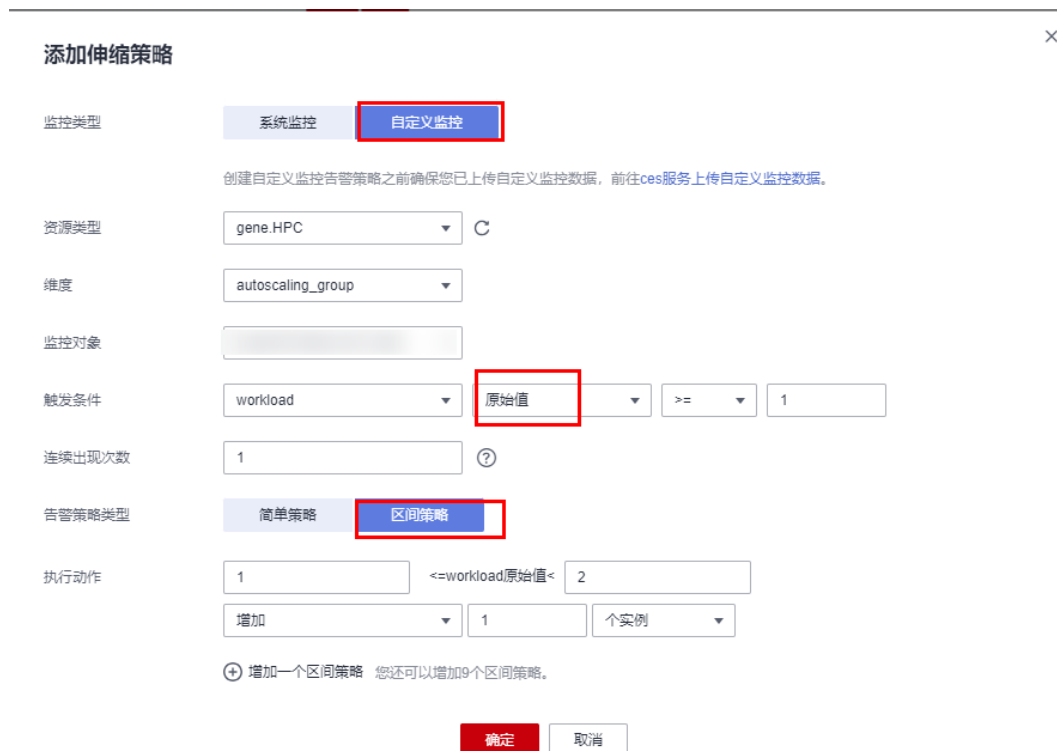 添加伸缩策略
监控类型 系统监控 自定义监控
创建自定义监控告警策略之前确保您已上传自定义监控数据，前往ces服务上传自定义监控数据。
资源类型 gene.HPC
维度 autoscaling_group
监控对象
触发条件 workload 原始值 >= 1
连续出现次数 1
告警策略类型 简单策略 区间策略
执行动作 1 <=workload原始值< 2
增加 1 个实例
增加一个区间策略 您还可以增加9个区间策略。
确定 取消